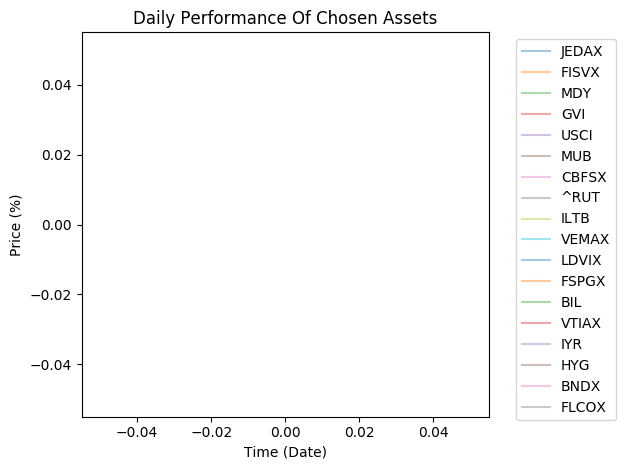 Daily Performance Of Chosen Assets
Price (%)
0.04
0.02
0.00
−0.02
−0.04
−0.04
−0.02
0.00
0.02
0.04
Time (Date)
JEDAX
FISVX
MDY
GVI
USCI
MUB
CBFSX
^RUT
ILTB
VEMAX
LDVIX
FSPGX
BIL
VTIAX
IYR
HYG
BNDX
FLCOX